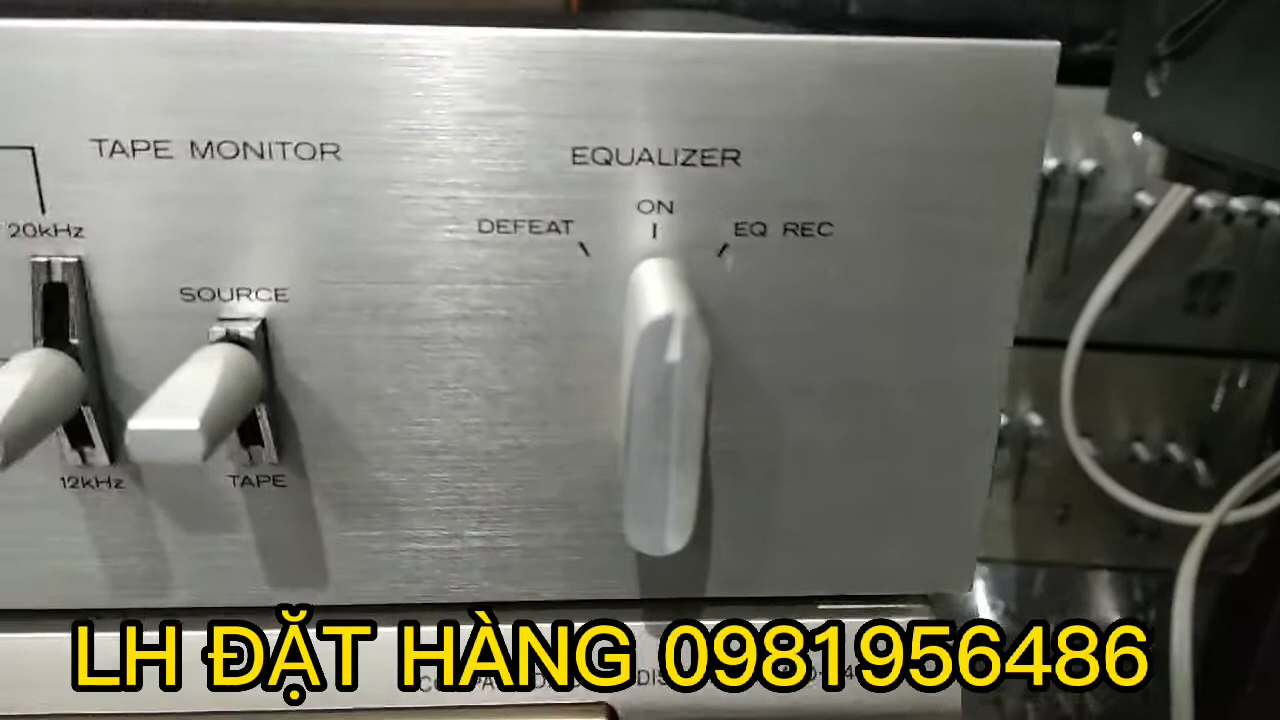 TAPE MONITOR
EQUALIZER
ON
DEFEAT
EQ REC
20kHz
SOURCE
12kHz
TAPE
LH ĐẶT HÀNG 0981956486